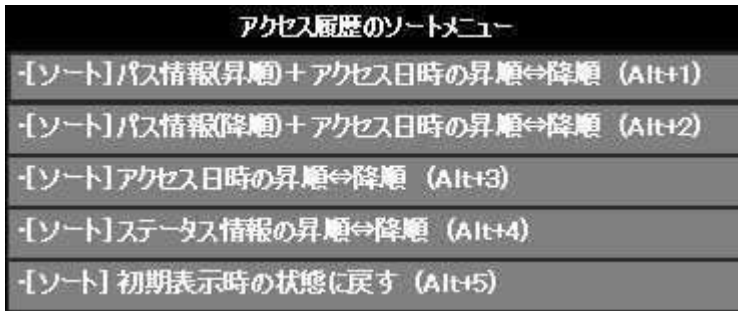 アクセス履歴のソートメニュー
・[ソート]パス情報(昇順)+アクセス日時の昇順⇔降順 (Alt+1)
・[ソート]パス情報(降順)+アクセス日時の昇順⇔降順 (Alt+2)
・[ソート]アクセス日時の昇順⇔降順 (Alt+3)
・[ソート]ステータス情報の昇順⇔降順 (Alt+4)
・[ソート] 初期表示時の状態に戻す (Alt+5)